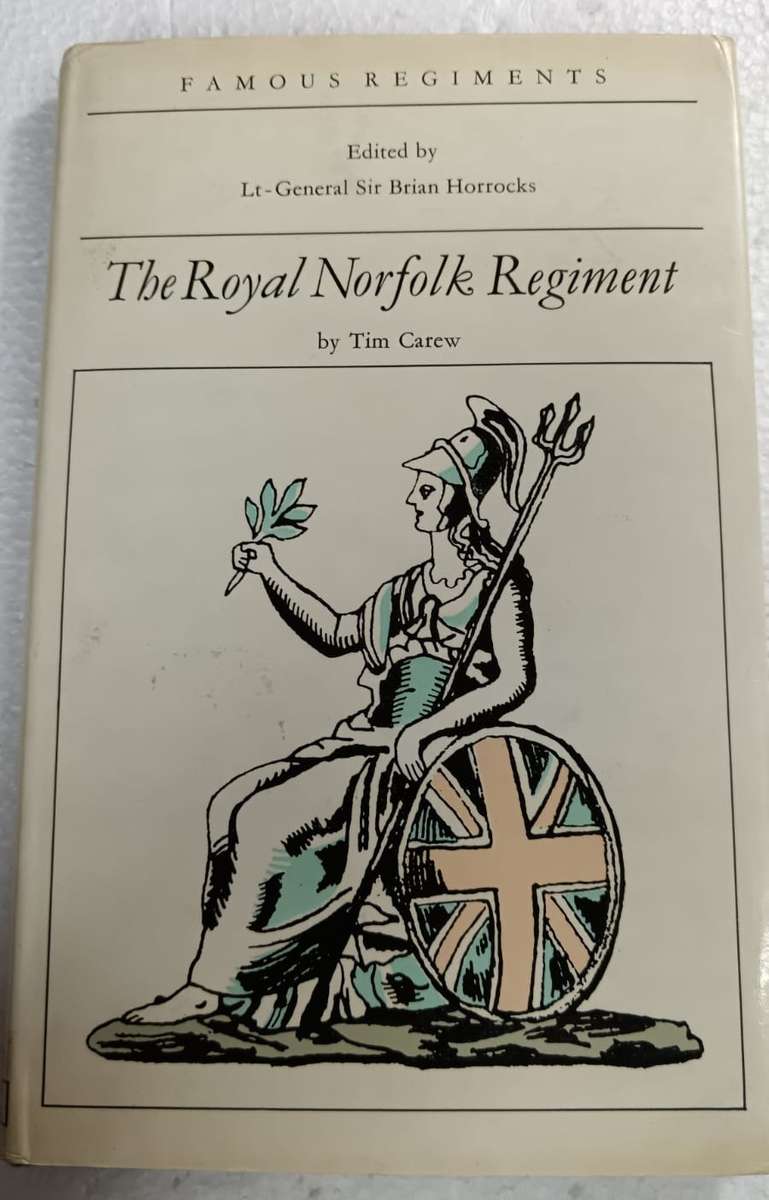 FAMOUS REGIMENTS
Edited by
Lt-General Sir Brian Horrocks
The Royal Norfolk Regiment
by Tim Carew